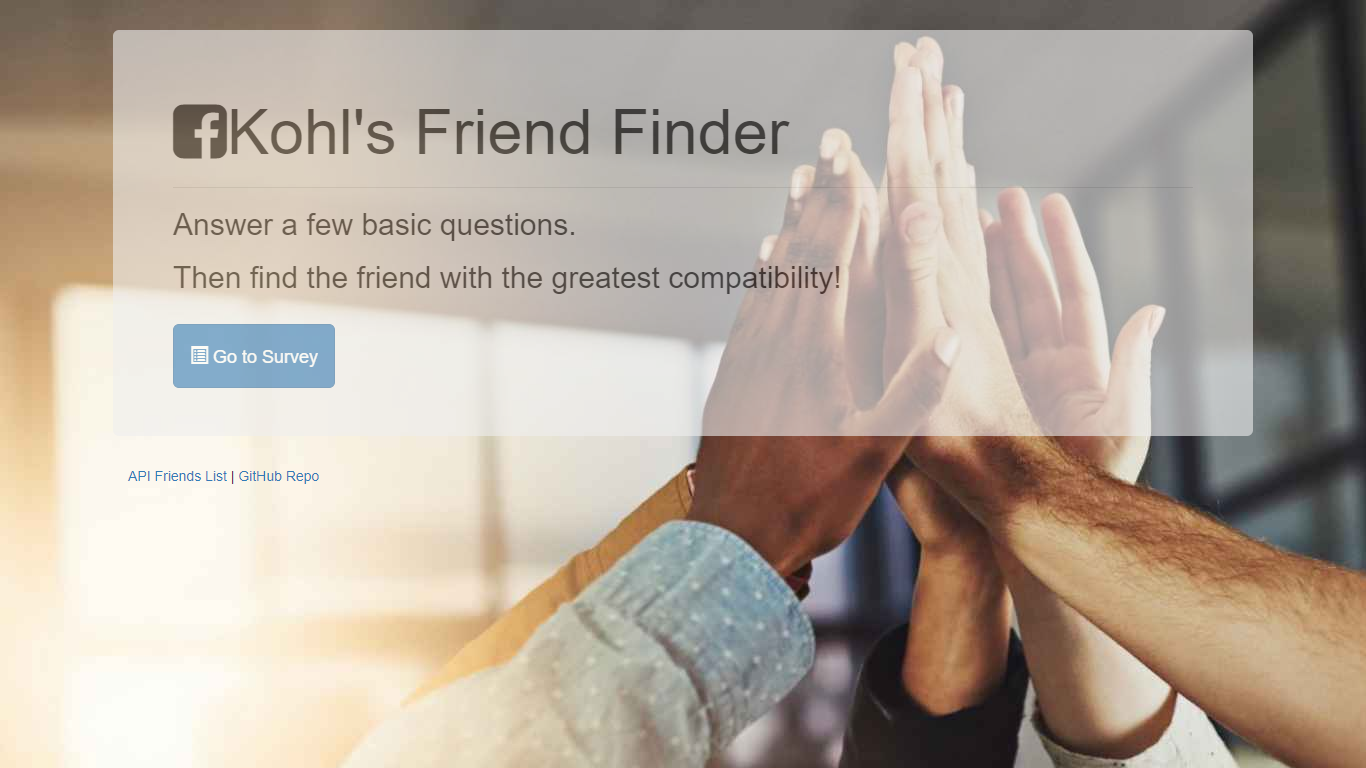 Kohl's Friend Finder
Answer a few basic questions.
Then find the friend with the greatest compatibility!
Go to Survey
API Friends List | GitHub Repo